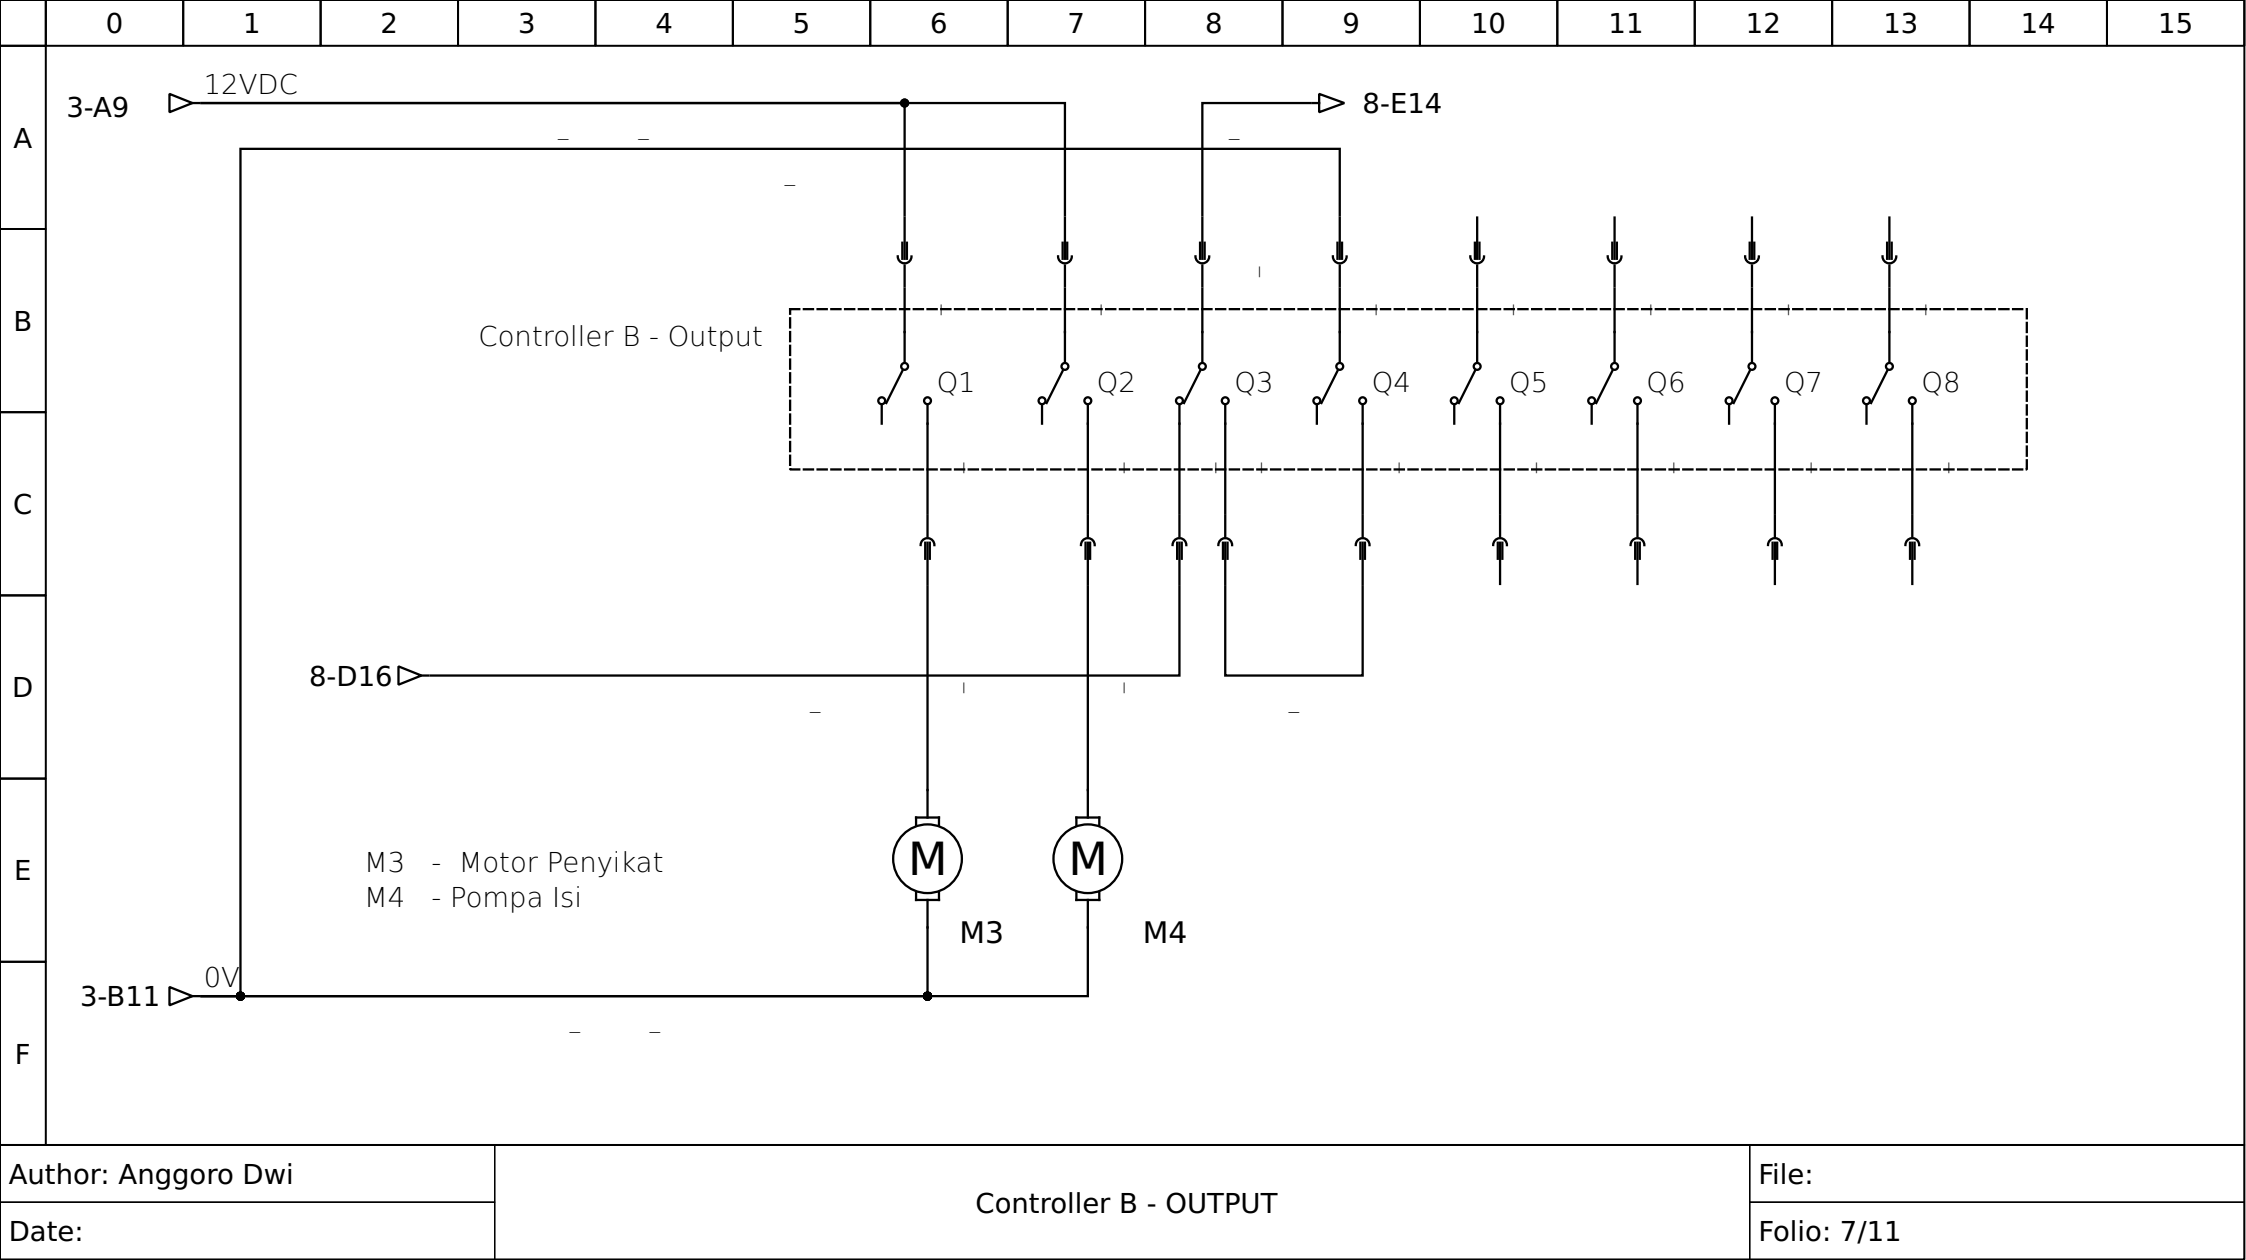 0 1 2 3 4 5 6 7 8 9 10 11 12 13 14 15
A
B
C
D
E
F
3-A9
12VDC
8-E14
Controller B - Output
Q1 Q2 Q3 Q4 Q5 Q6 Q7 Q8
8-D16
M M
M3 - Motor Penyikat
M4 - Pompa Isi
M3 M4
3-B11
0V
Author: Anggoro Dwi
Date:
Controller B - OUTPUT
File:
Folio: 7/11